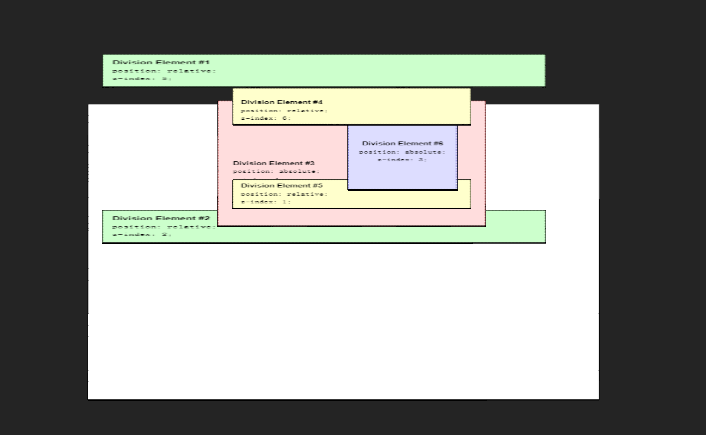 Division Element #1
position: relative;
z-index:
Division Element #4
position: relative;
z-index: 6;
Division Element #6
position: absolute;
z-index: 3;
Division Element #3
position: absolute;
Division Element #5
position: relative;
z-index: 1;
Division Element #2
position: relative;
z-index: 2;